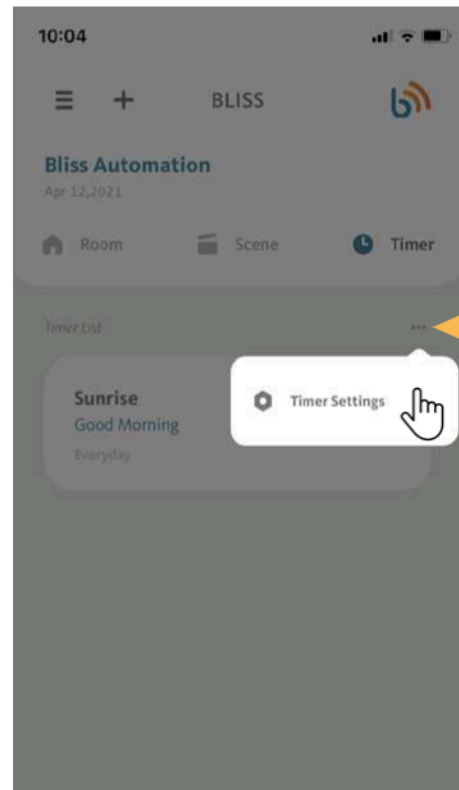 10:04
BLISS
Bliss Automation
Apr 12,2021
Room Scene Timer
Timer List
Sunrise
Timer Settings
Good Morning
Everyday